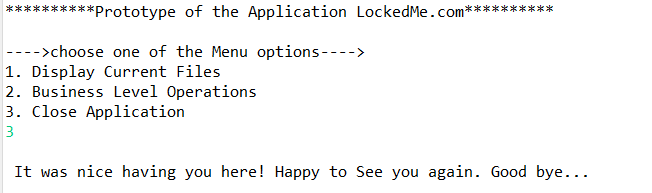 **********Prototype of the Application LockedMe.com**********
---->choose one of the Menu options---->
1. Display Current Files
2. Business Level Operations
3. Close Application
3
It was nice having you here! Happy to See you again. Good bye...